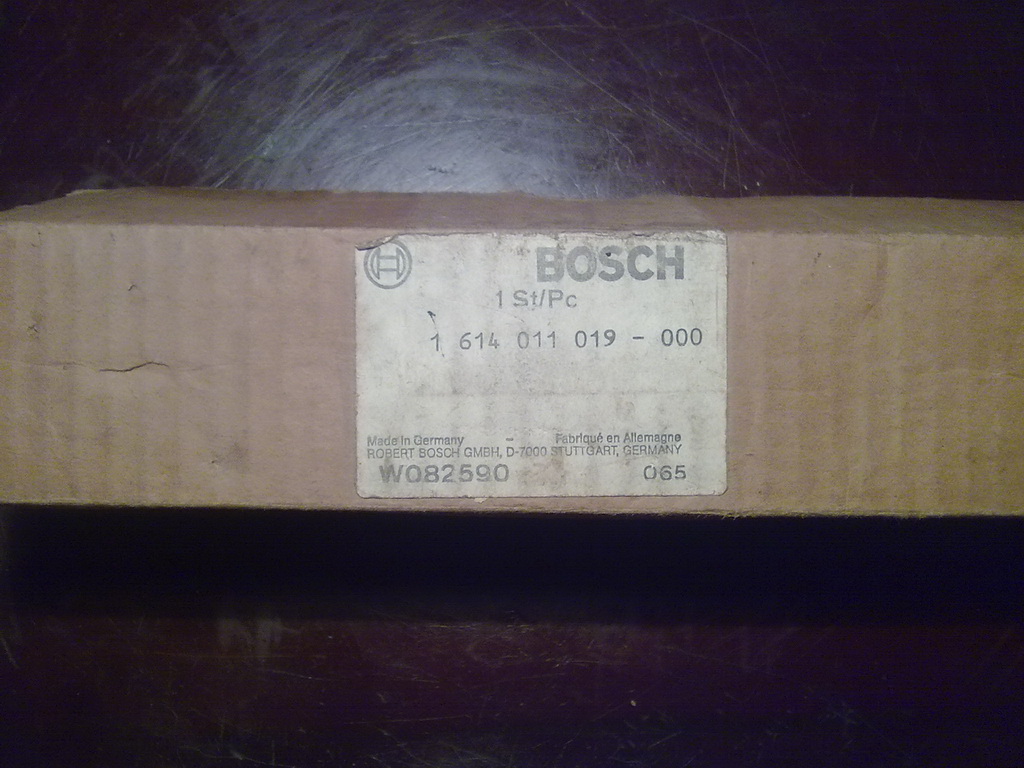 BOSCH
1 St/Pc
1 614 011 019 - 000
Made in Germany - Fabriqué en Allemagne
ROBERT BOSCH GMBH, D-7000 STUTTGART, GERMANY
W082590 065